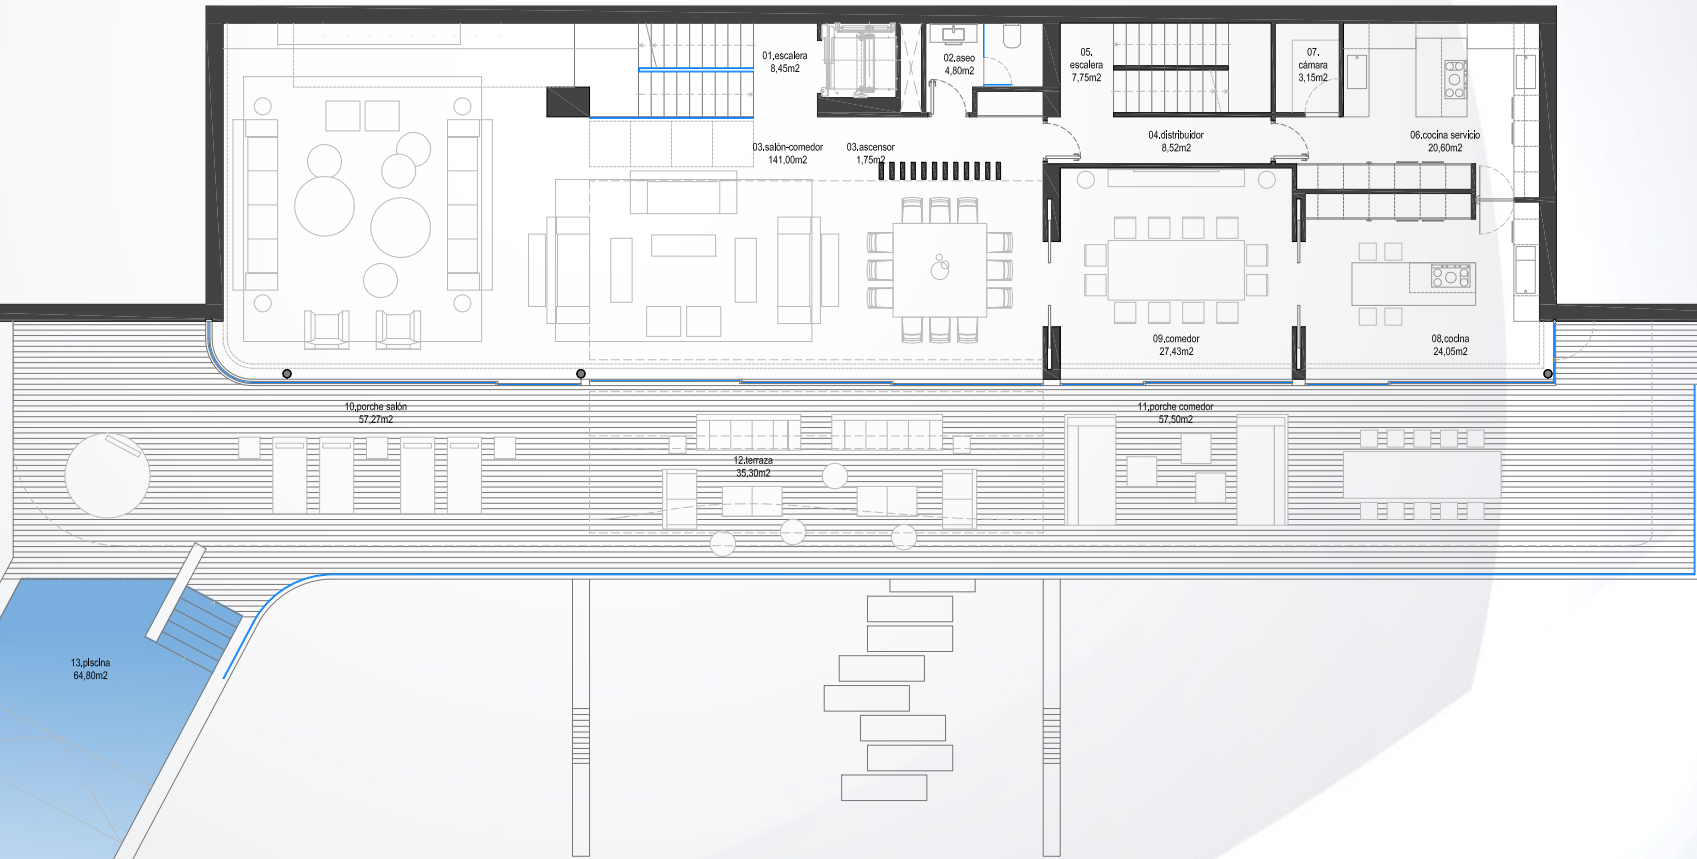 01.escalera
8,45m2
02.aseo
4,80m2
05.
escalera
7,75m2
07.
cámara
3,15m2
03.salón-comedor
141,00m2
03.ascensor
1,75m2
04.distribuidor
8,52m2
06.cocina servicio
20,60m2
09.comedor
27,43m2
08.cocina
24,05m2
10.porche salón
57,27m2
11.porche comedor
57,50m2
12.terraza
35,30m2
13.piscina
64,80m2